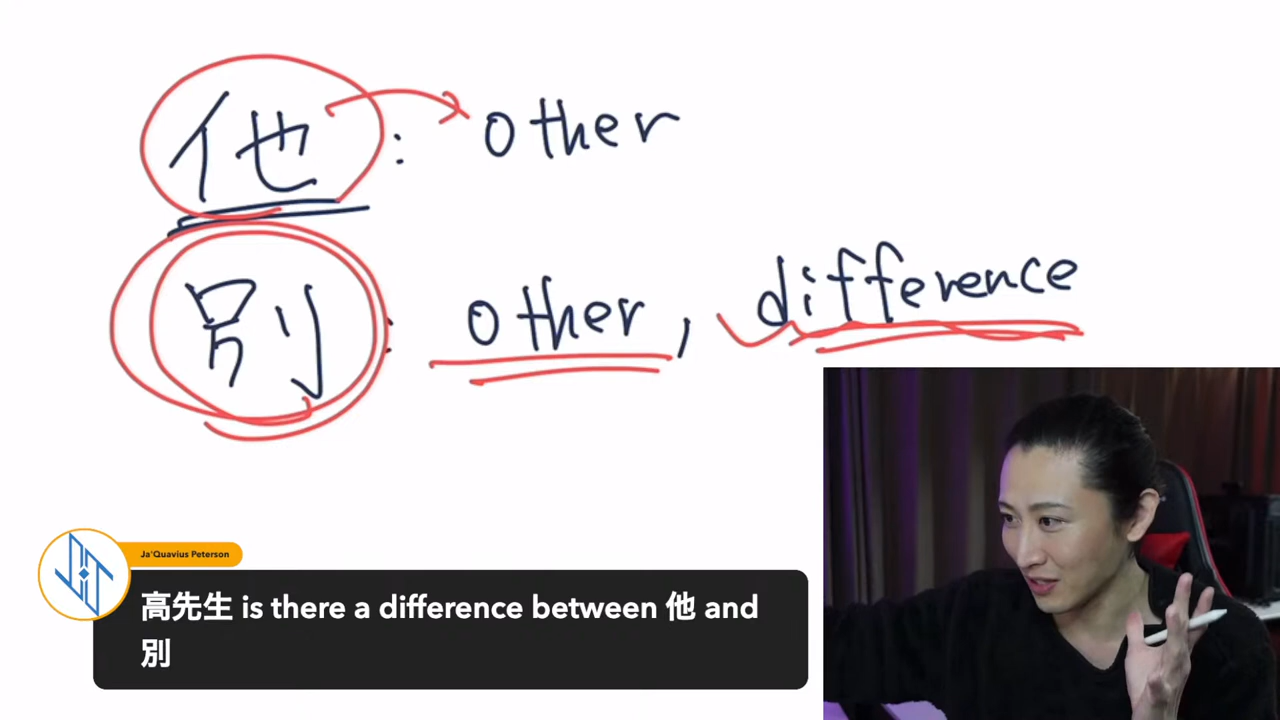 他 : other
別 : other, difference
Ja'Quavius Peterson
高先生 is there a difference between 他 and
別